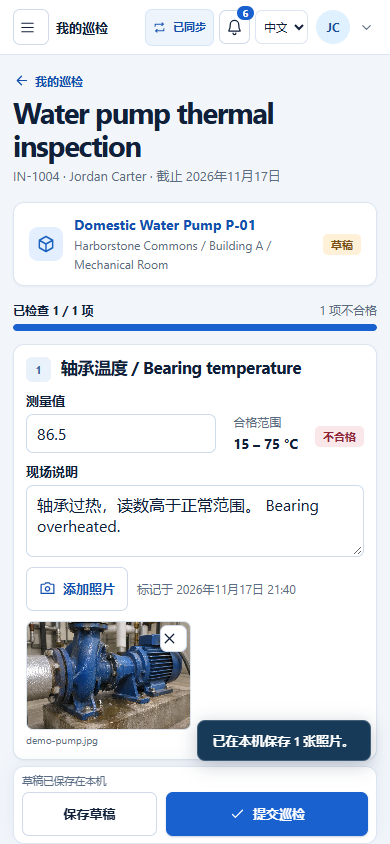 我的巡检
已同步
6
中文
JC
我的巡检
Water pump thermal
inspection
IN-1004 · Jordan Carter · 截止 2026年11月17日
Domestic Water Pump P-01
Harborstone Commons / Building A /
Mechanical Room
草稿
已检查 1 / 1 项
1 项不合格
1
轴承温度 / Bearing temperature
测量值
86.5
合格范围
15 – 75 °C
不合格
现场说明
轴承过热，读数高于正常范围。 Bearing
overheated.
添加照片
标记于 2026年11月17日 21:40
demo-pump.jpg
已在本机保存 1 张照片。
草稿已保存在本机
保存草稿
提交巡检